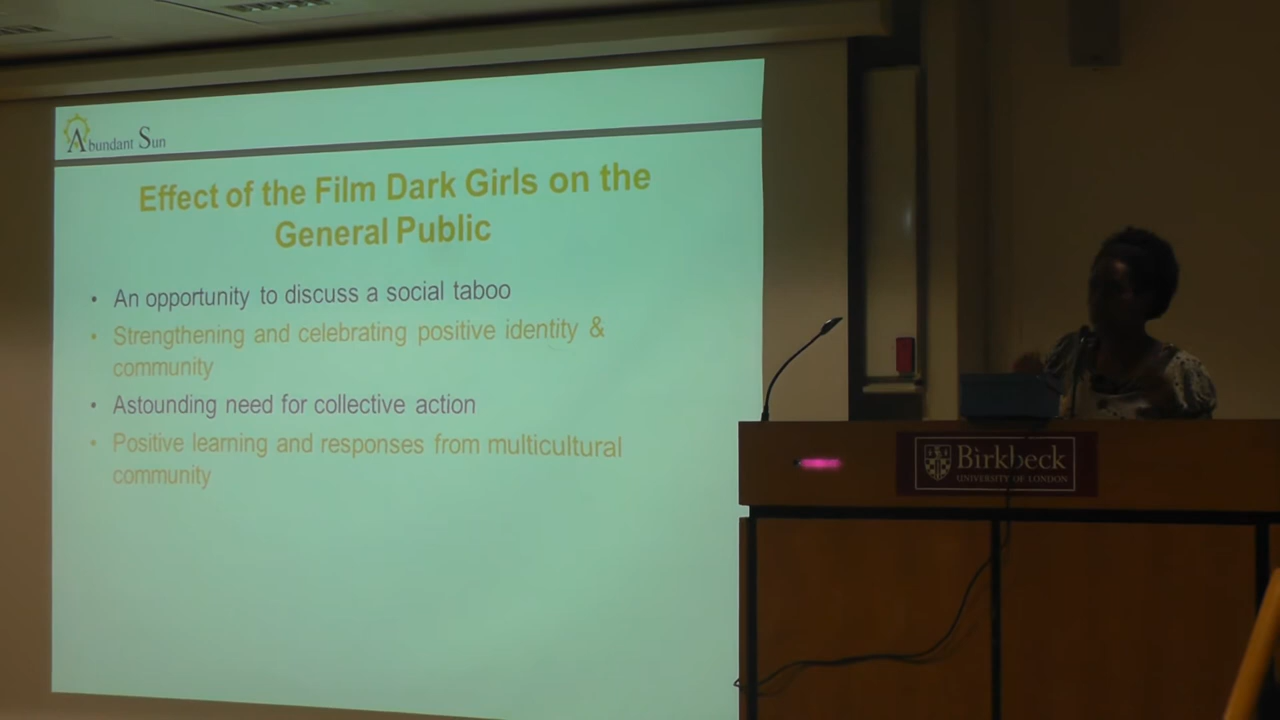 Abundant Sun
Effect of the Film Dark Girls on the
General Public
• An opportunity to discuss a social taboo
• Strengthening and celebrating positive identity &
community
• Astounding need for collective action
• Positive learning and responses from multicultural
community
Birkbeck
UNIVERSITY OF LONDON